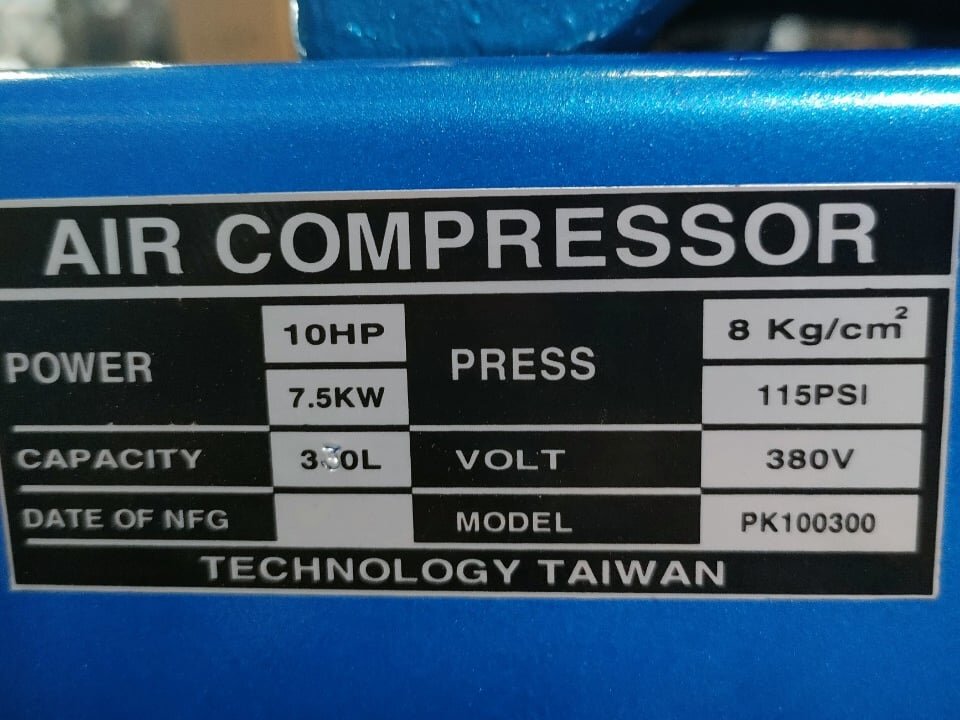 AIR COMPRESSOR
POWER 10HP PRESS 8 Kg/cm²
7.5KW 115PSI
CAPACITY VOLT 380V
DATE OF NFG MODEL PK100300
TECHNOLOGY TAIWAN